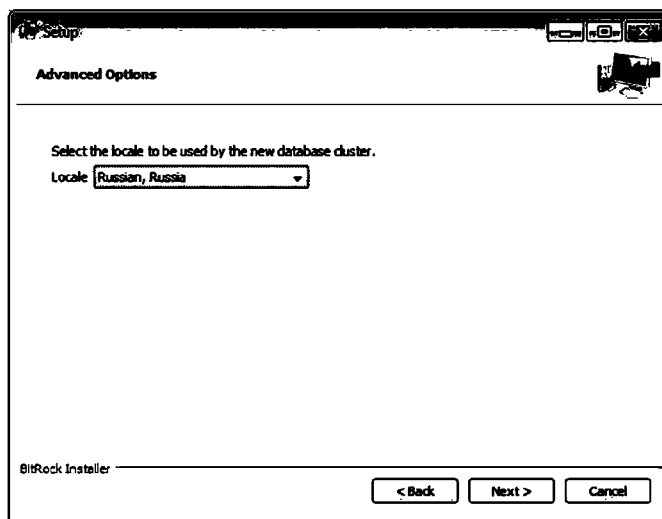 Setup
Advanced Options
Select the locale to be used by the new database cluster.
Locale Russian, Russia
BitRock Installer
< Back Next > Cancel